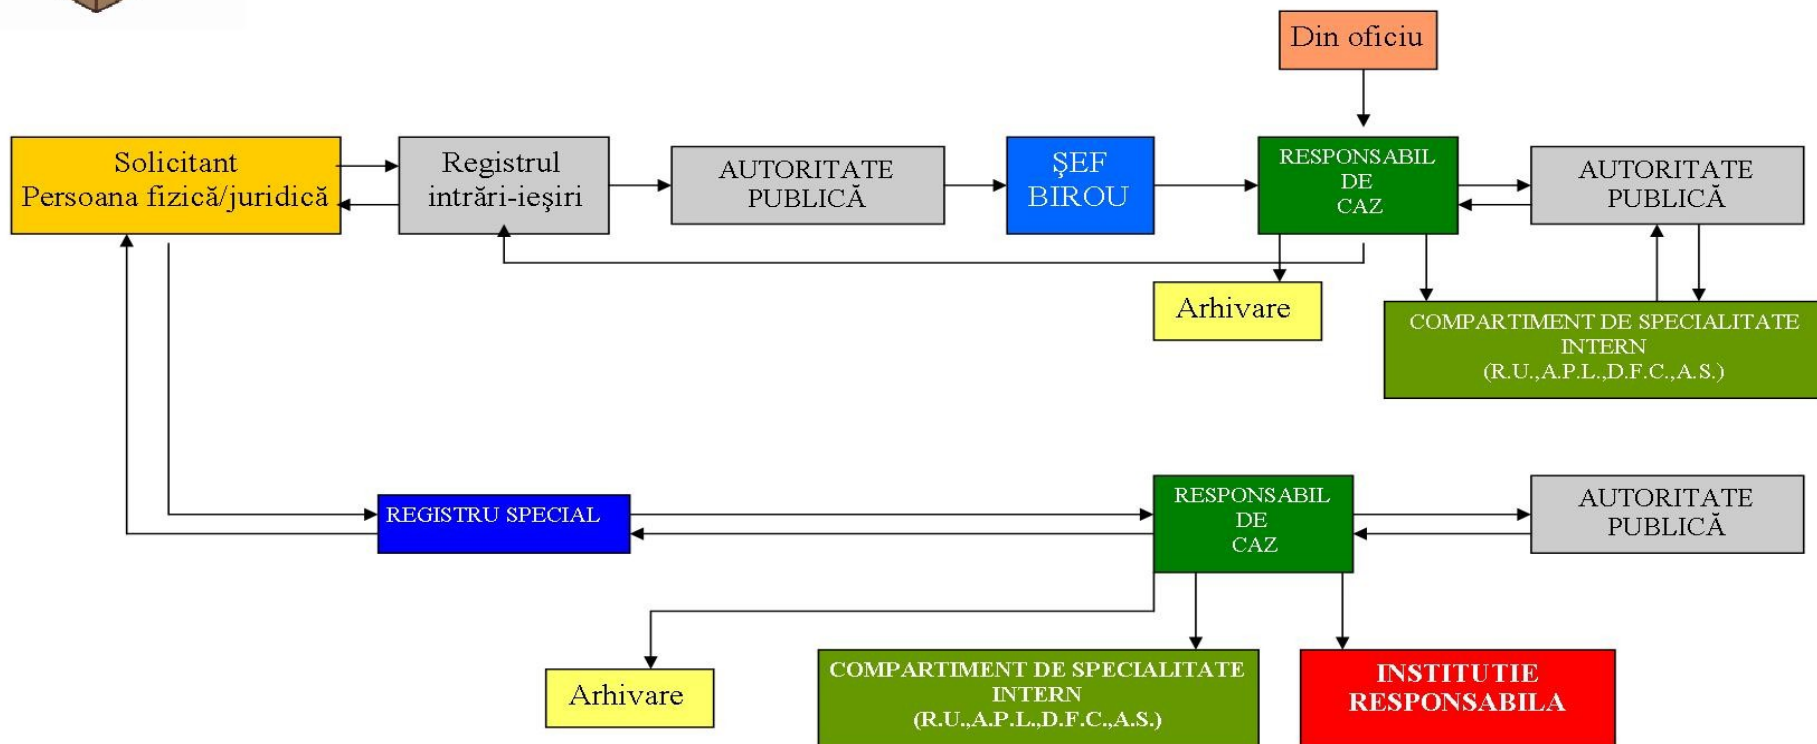 Din oficiu
Solicitant
Persoana fizică/juridică
Registrul
intrări-ieşiri
AUTORITATE
PUBLICĂ
ŞEF
BIROU
RESPONSABIL
DE
CAZ
AUTORITATE
PUBLICĂ
Arhivare
COMPARTIMENT DE SPECIALITATE
INTERN
(R.U.,A.P.L.,D.F.C.,A.S.)
REGISTRU SPECIAL
RESPONSABIL
DE
CAZ
AUTORITATE
PUBLICĂ
Arhivare
COMPARTIMENT DE SPECIALITATE
INTERN
(R.U.,A.P.L.,D.F.C.,A.S.)
INSTITUTIE
RESPONSABILA